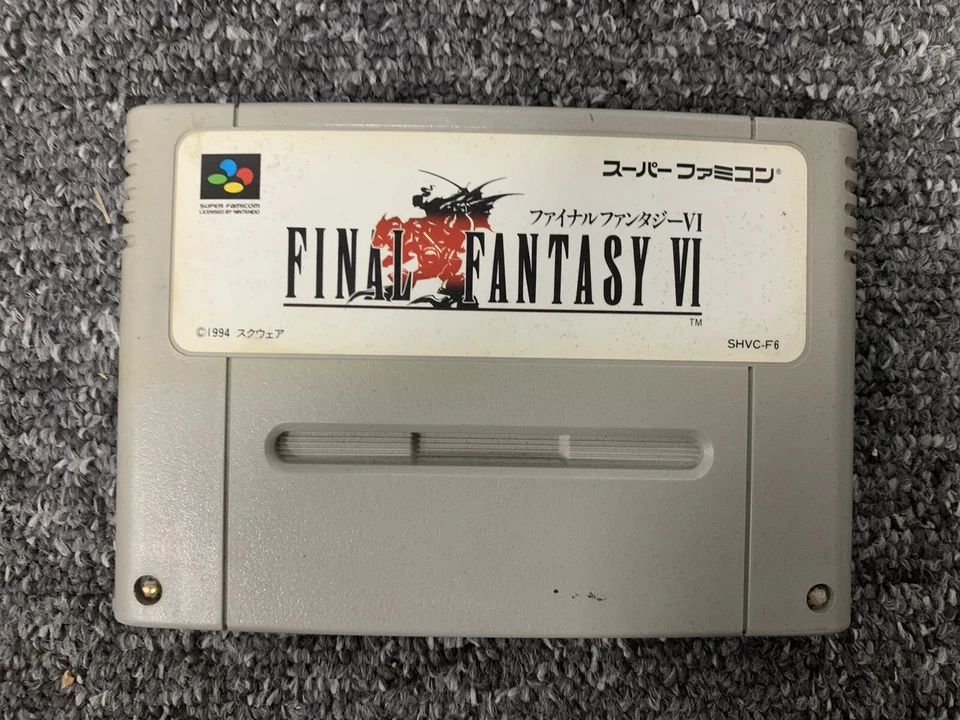 スーパーファミコン®
SUPER FAMICOM
LICENSED BY NINTENDO
ファイナルファンタジーVI
FINAL FANTASY VI
TM
©1994 スクウェア
SHVC-F6